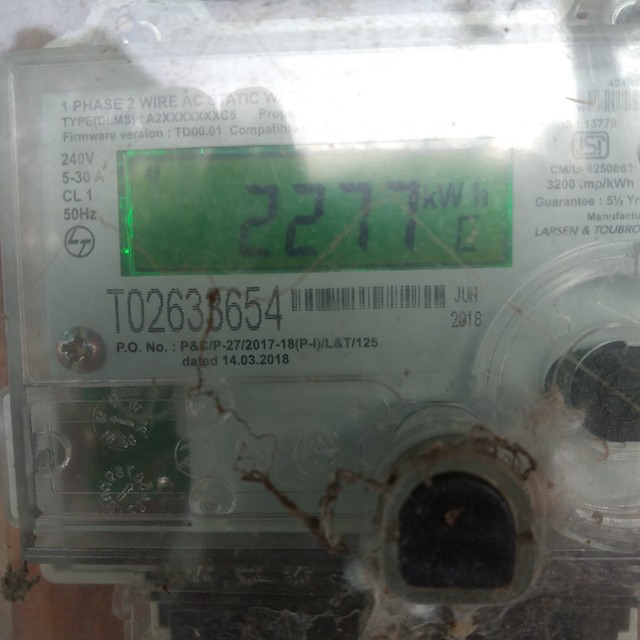 1 PHASE 2 WIRE AC STATIC
TYPE(DLMS): A2XXXXXXXC5
Firmware version : TD00.01
240V
5-30 A
CL 1
50Hz
2277 kWh
E
3200 imp/kWh
Guarantee : 5½ Yr
Manufactu
LARSEN & TOUBRO
JUN
2018
P.O. No. : P&C/P-27/2017-18(P-I)/L&T/125
dated 14.03.2018